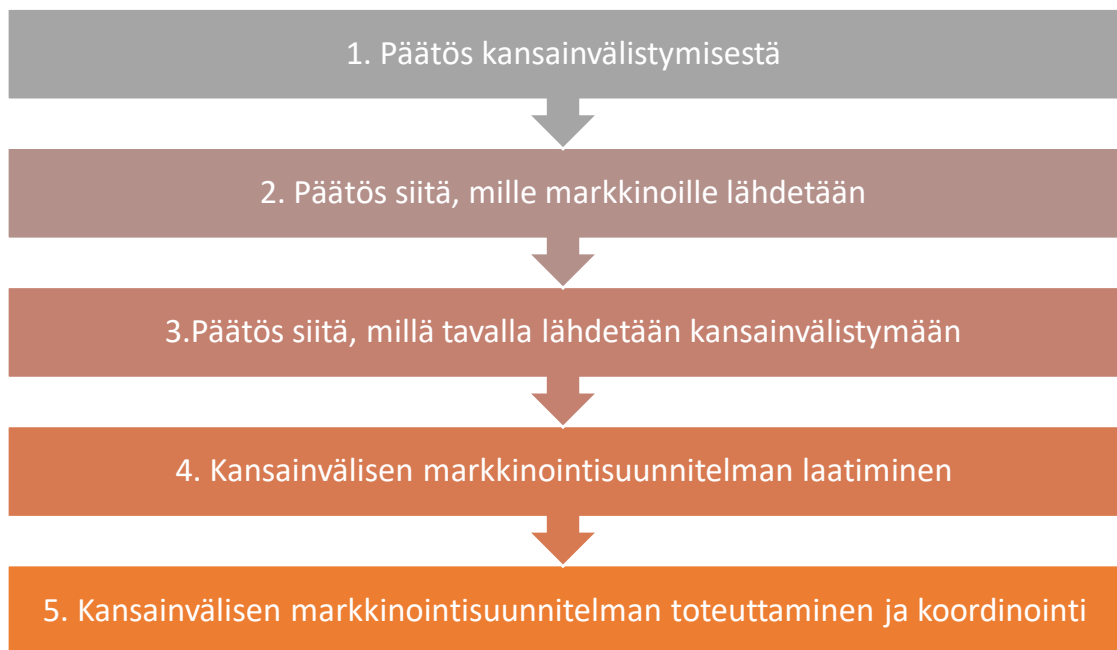 1. Päätös kansainvälistymisestä
2. Päätös siitä, mille markkinoille lähdetään
3.Päätös siitä, millä tavalla lähdetään kansainvälistymään
4. Kansainvälisen markkinointisuunnitelman laatiminen
5. Kansainvälisen markkinointisuunnitelman toteuttaminen ja koordinointi